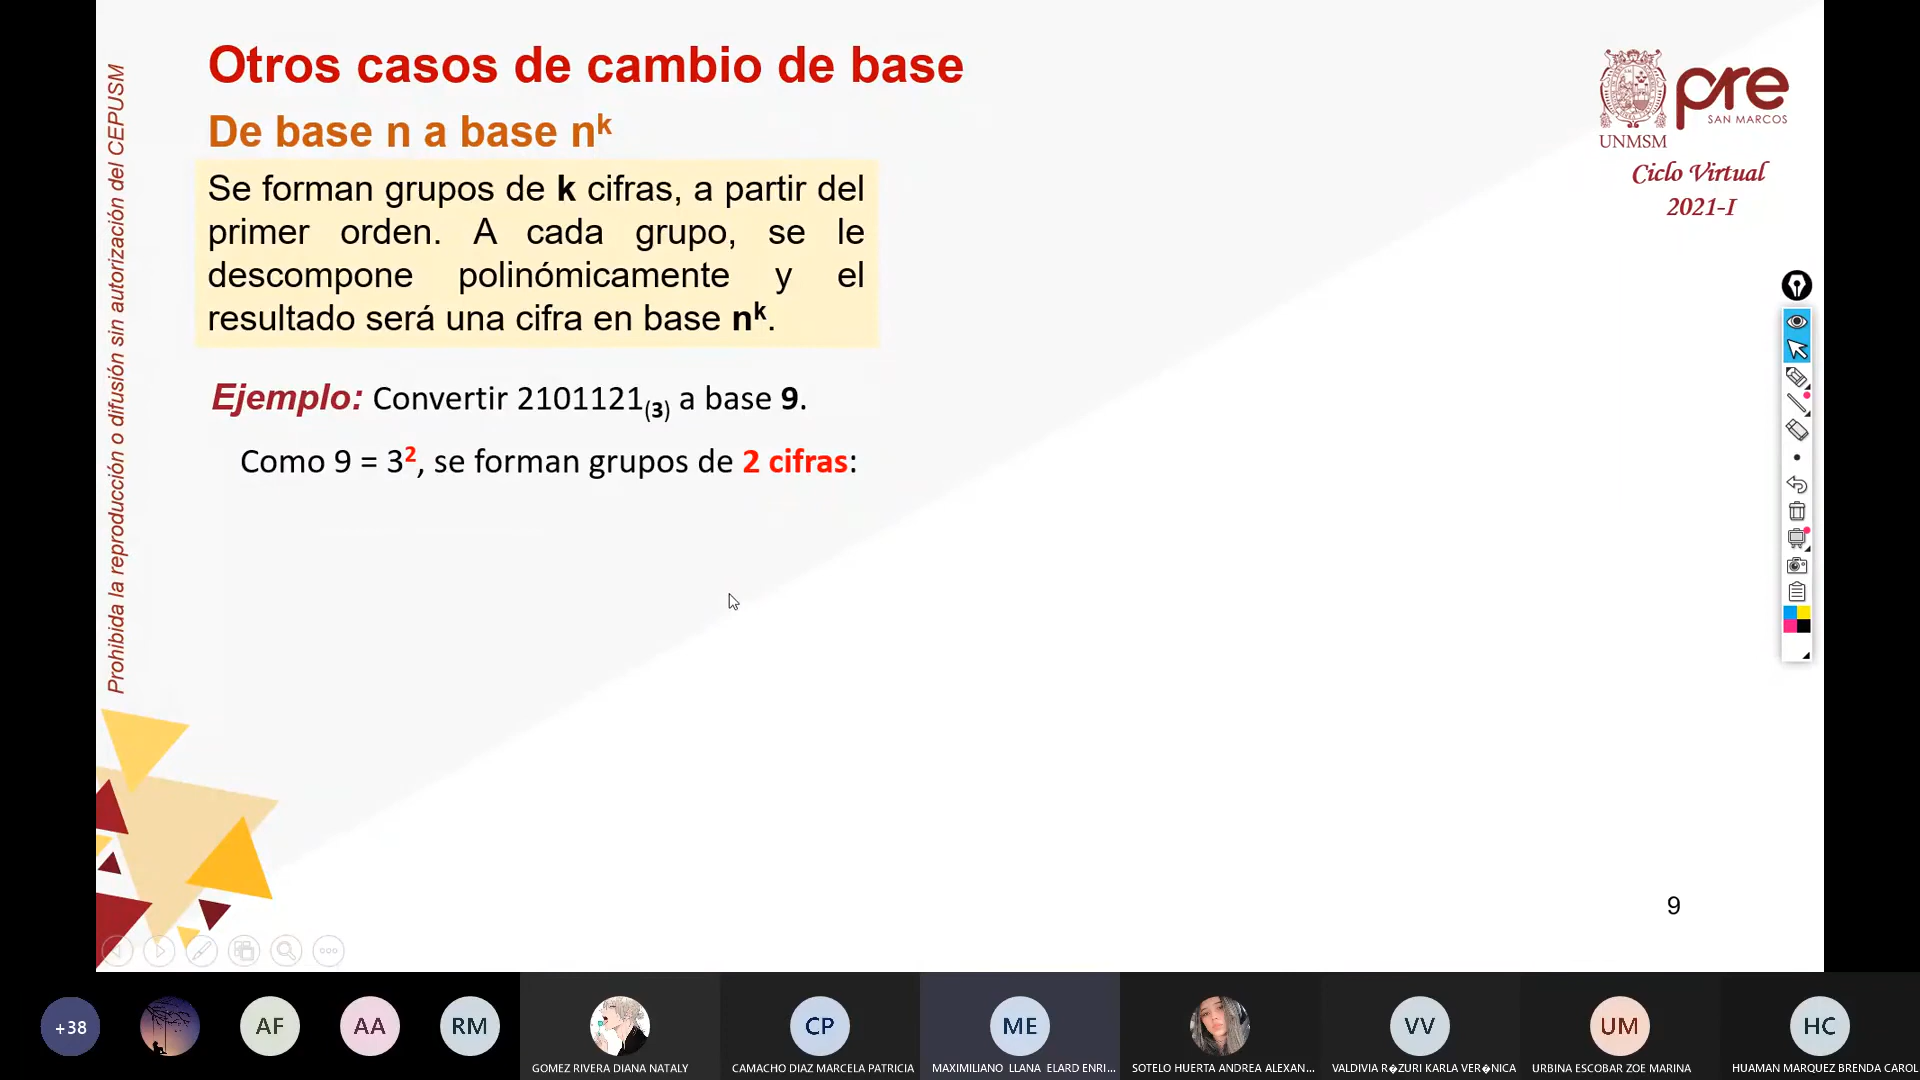 Otros casos de cambio de base
De base n a base nᵏ
Se forman grupos de k cifras, a partir del
primer orden. A cada grupo, se le
descompone polinómicamente y el
resultado será una cifra en base nᵏ.
Ejemplo: Convertir 2101121₍₃₎ a base 9.
Como 9 = 3², se forman grupos de 2 cifras:
Prohibida la reproducción o difusión sin autorización del CEPUSM
UNMSM
pre
SAN MARCOS
Ciclo Virtual
2021-I
9
+38
AF
AA
RM
CP
ME
VV
UM
HC
GOMEZ RIVERA DIANA NATALY
CAMACHO DIAZ MARCELA PATRICIA
MAXIMILIANO LLANA ELARD ENRI...
SOTELO HUERTA ANDREA ALEXAN...
VALDIVIA R�ZURI KARLA VER�NICA
URBINA ESCOBAR ZOE MARINA
HUAMAN MARQUEZ BRENDA CAROL